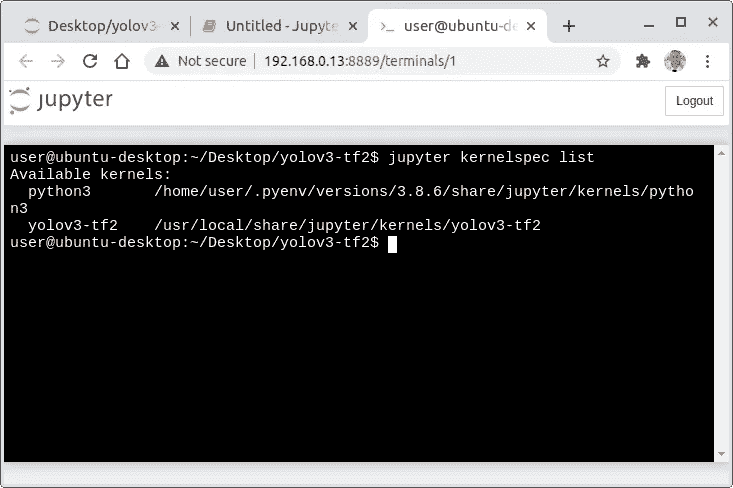 Desktop/yolov3-
Untitled - Jupyte
user@ubuntu-de
Not secure 192.168.0.13:8889/terminals/1
jupyter
Logout
user@ubuntu-desktop:~/Desktop/yolov3-tf2$ jupyter kernelspec list
Available kernels:
python3 /home/user/.pyenv/versions/3.8.6/share/jupyter/kernels/pytho
n3
yolov3-tf2 /usr/local/share/jupyter/kernels/yolov3-tf2
user@ubuntu-desktop:~/Desktop/yolov3-tf2$